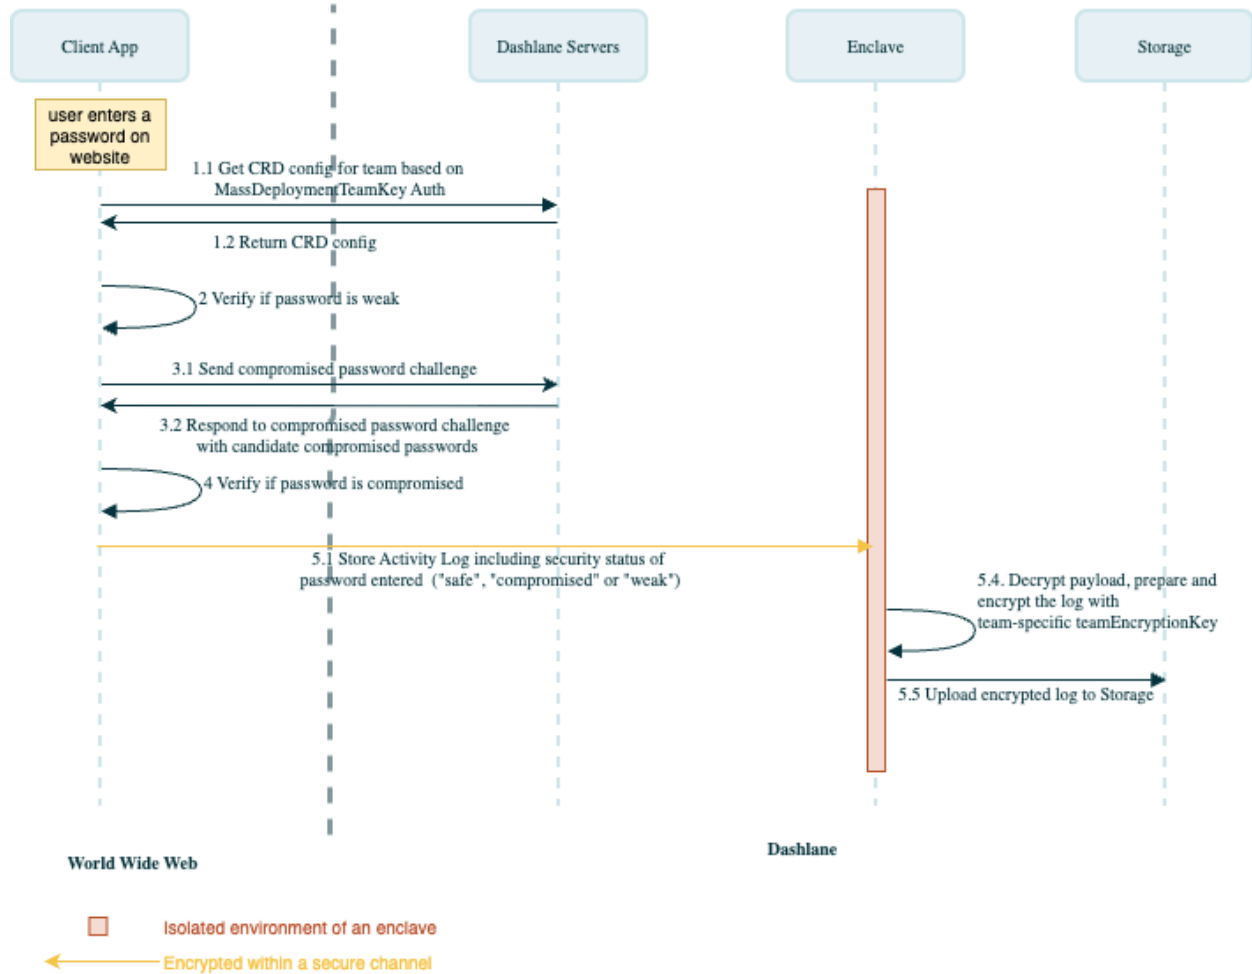 Client App
Dashlane Servers
Enclave
Storage
user enters a
password on
website
1.1 Get CRD config for team based on
MassDeploymentTeamKey Auth
1.2 Return CRD config
2 Verify if password is weak
3.1 Send compromised password challenge
3.2 Respond to compromised password challenge
with candidate compromised passwords
4 Verify if password is compromised
5.1 Store Activity Log including security status of
password entered ("safe", "compromised" or "weak")
5.4. Decrypt payload, prepare and
encrypt the log with
team-specific teamEncryptionKey
5.5 Upload encrypted log to Storage
World Wide Web
Dashlane
Isolated environment of an enclave
Encrypted within a secure channel